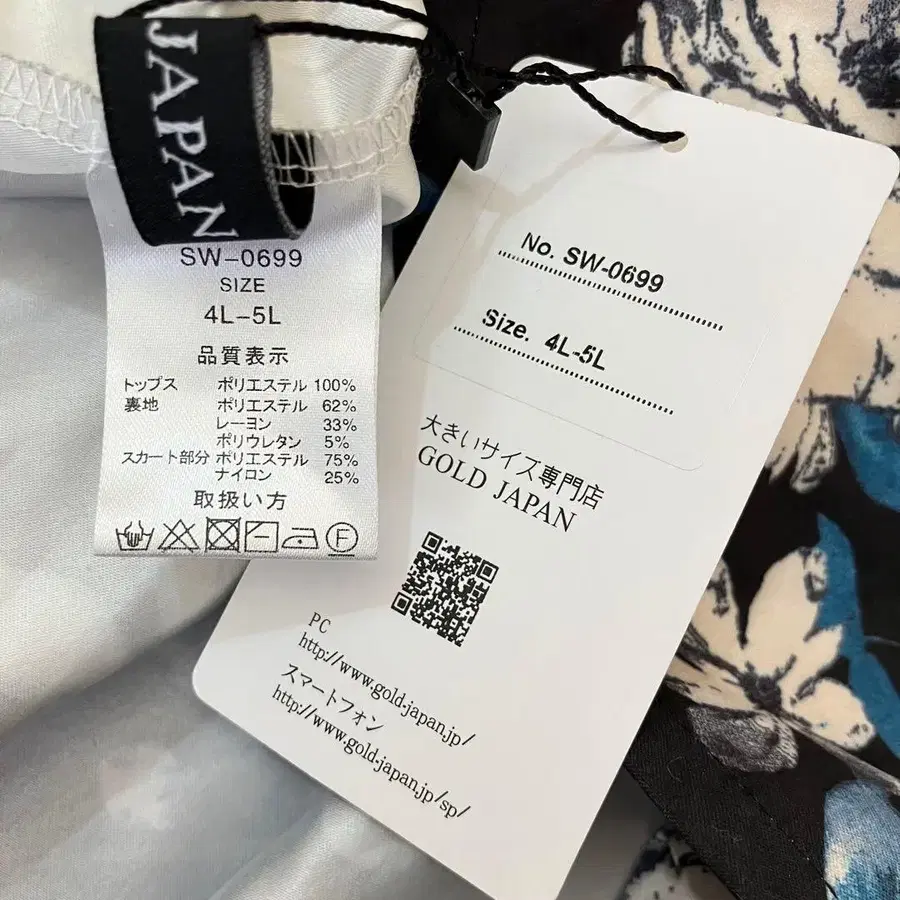 JAPAN
SW-0699
SIZE
4L-5L
品質表示
トップス ポリエステル 100%
裏地 ポリエステル 62%
レーヨン 33%
ポリウレタン 5%
スカート部分 ポリエステル 75%
ナイロン 25%
取扱い方
F
No. SW-0699
Size. 4L-5L
大きいサイズ専門店
GOLD JAPAN
PC
http://www.gold-japan.jp/
スマートフォン
http://www.gold-japan.jp/sp/